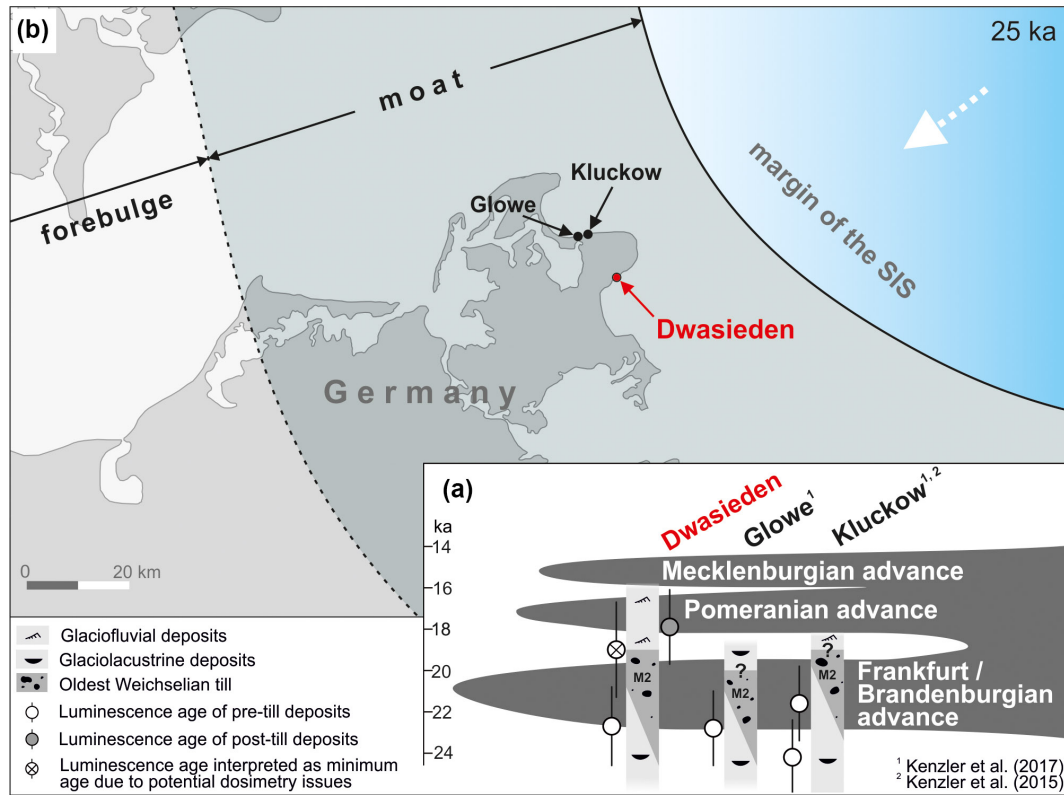 (b)
25 ka
moat
forebulge
margin of the SIS
Kluckow
Glowe
Dwasieden
Germany
0 20 km
Glaciofluvial deposits
Glaciolacustrine deposits
Oldest Weichselian till
Luminescence age of pre-till deposits
Luminescence age of post-till deposits
Luminescence age interpreted as minimum
age due to potential dosimetry issues
(a)
ka
14
16
18
20
22
24
Dwasieden
Glowe¹
Kluckow¹,²
Mecklenburgian advance
Pomeranian advance
Frankfurt /
Brandenburgian
advance
M2
?
M2
?
M2
¹ Kenzler et al. (2017)
² Kenzler et al. (2015)